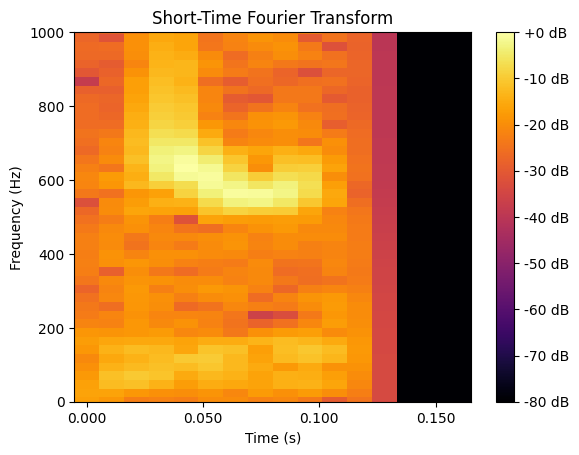 Short-Time Fourier Transform
1000
800
600
400
200
0
Frequency (Hz)
0.000
0.050
0.100
0.150
Time (s)
+0 dB
-10 dB
-20 dB
-30 dB
-40 dB
-50 dB
-60 dB
-70 dB
-80 dB